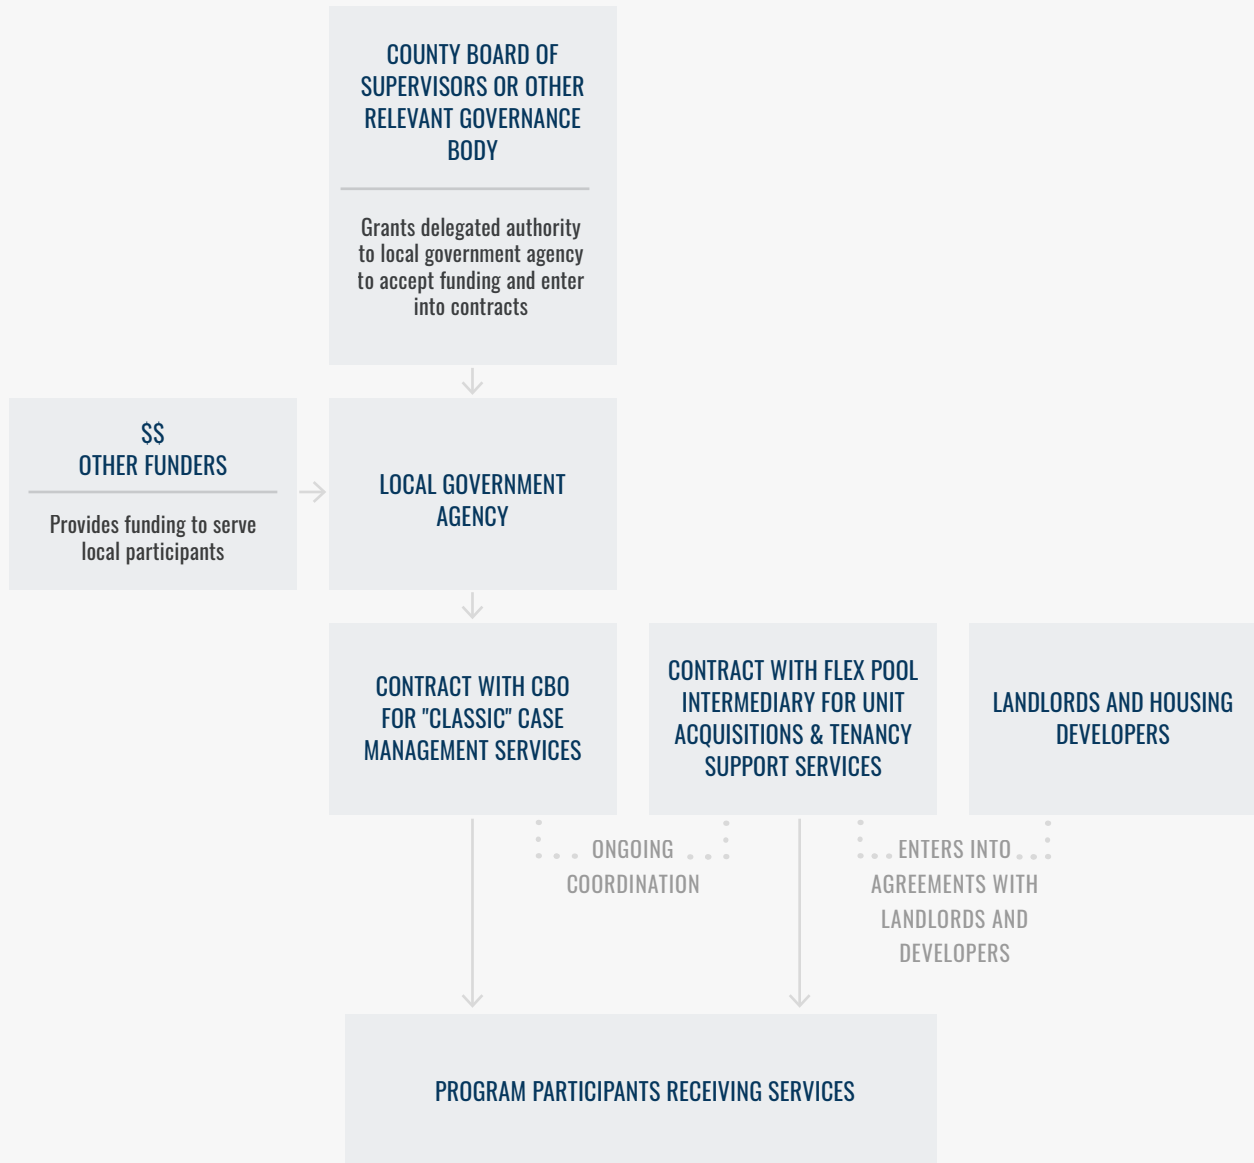 COUNTY BOARD OF
SUPERVISORS OR OTHER
RELEVANT GOVERNANCE
BODY
Grants delegated authority
to local government agency
to accept funding and enter
into contracts
$$
OTHER FUNDERS
Provides funding to serve
local participants
LOCAL GOVERNMENT
AGENCY
CONTRACT WITH CBO
FOR "CLASSIC" CASE
MANAGEMENT SERVICES
CONTRACT WITH FLEX POOL
INTERMEDIARY FOR UNIT
ACQUISITIONS & TENANCY
SUPPORT SERVICES
LANDLORDS AND HOUSING
DEVELOPERS
ONGOING
COORDINATION
ENTERS INTO
AGREEMENTS WITH
LANDLORDS AND
DEVELOPERS
PROGRAM PARTICIPANTS RECEIVING SERVICES